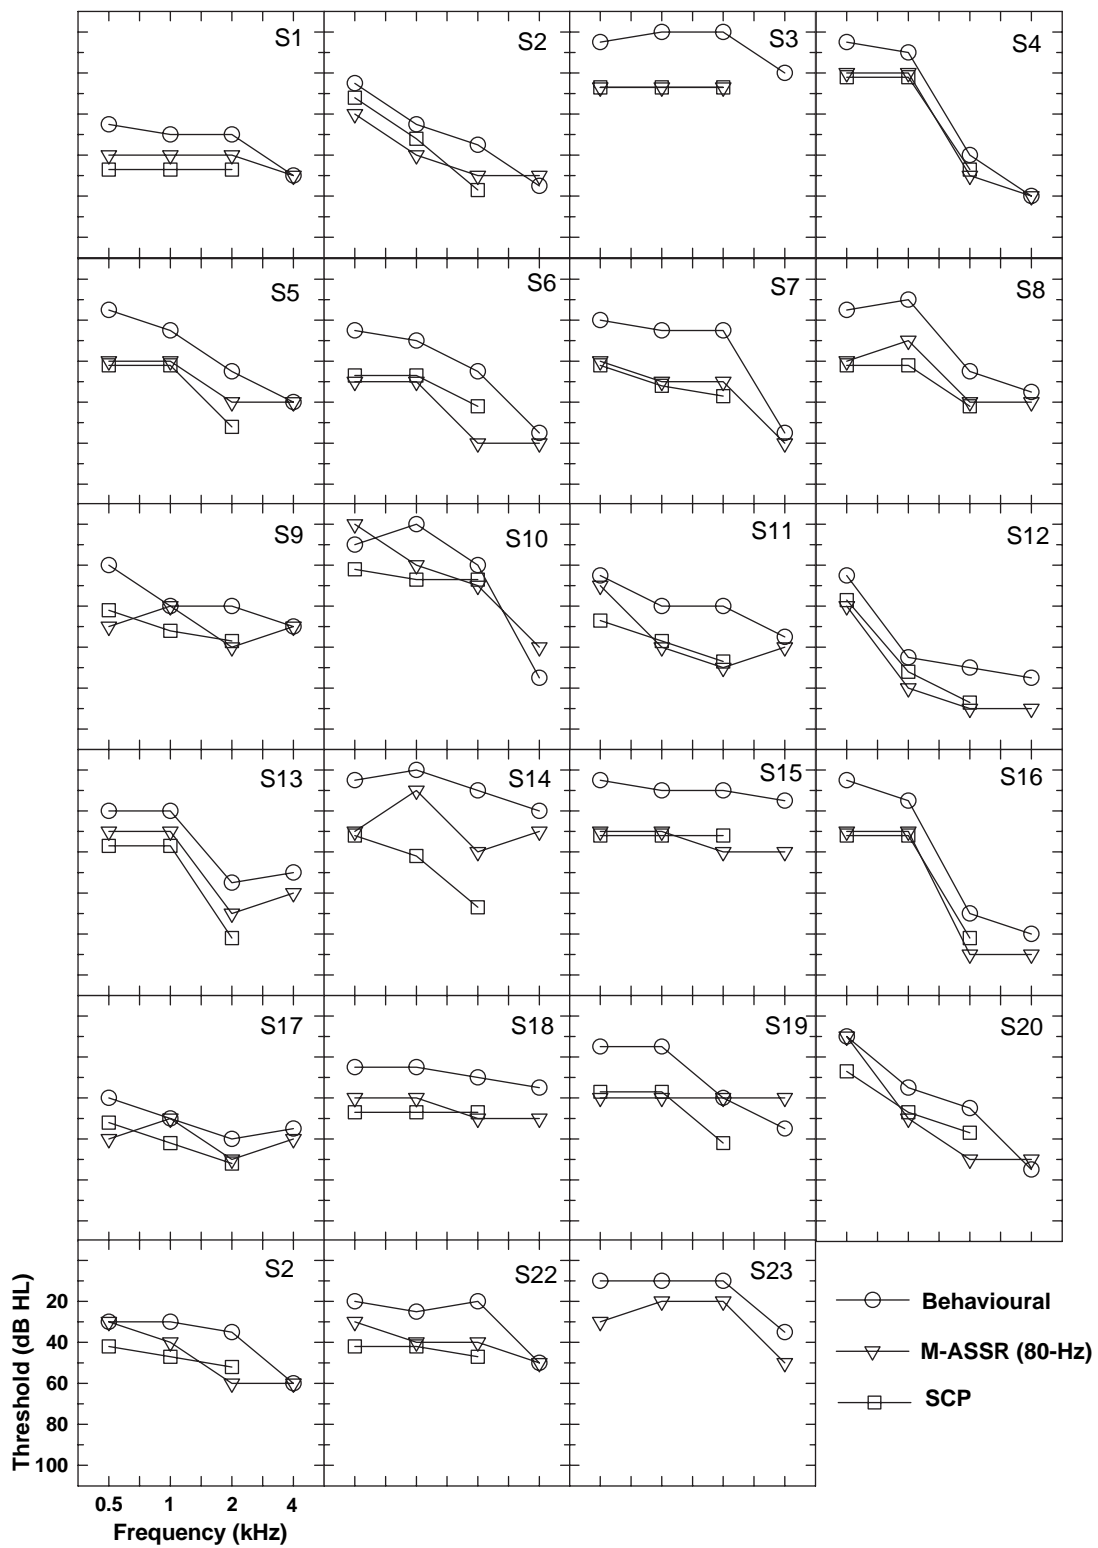 S1
S2
S3
S4
S5
S6
S7
S8
S9
S10
S11
S12
S13
S14
S15
S16
S17
S18
S19
S20
S2
S22
S23
Threshold (dB HL)
20
40
60
80
100
0.5 1 2 4
Frequency (kHz)
Behavioural
M-ASSR (80-Hz)
SCP